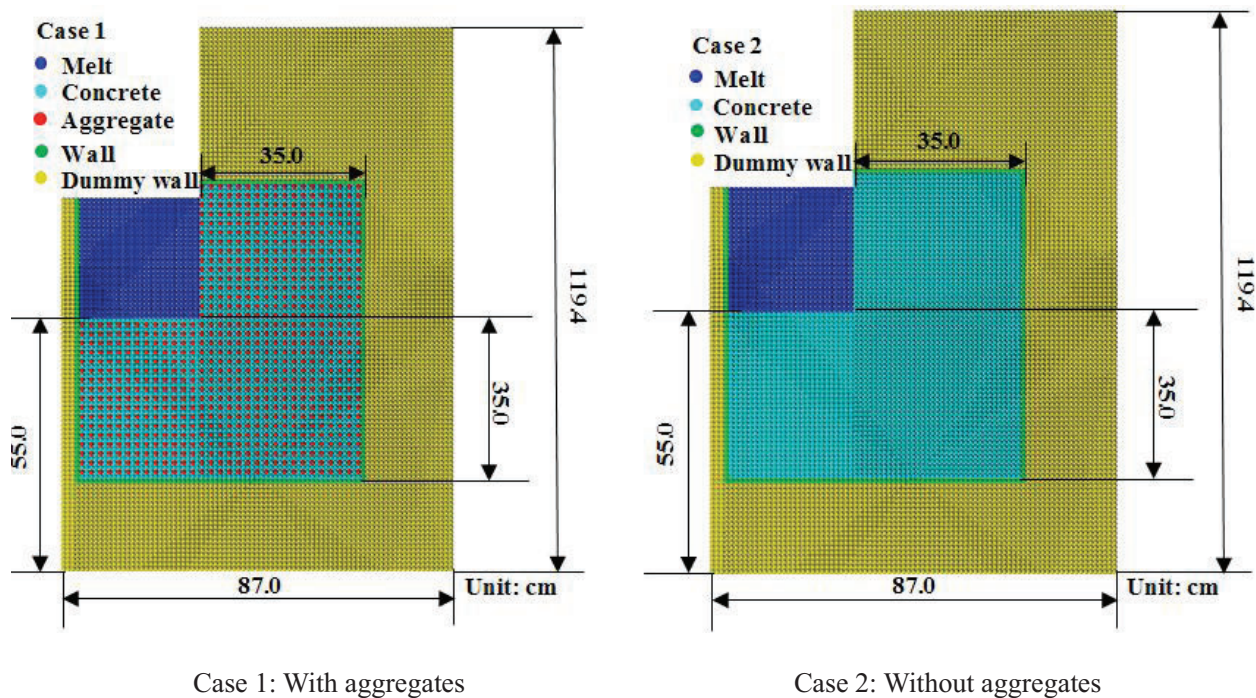 Case 1
Melt
Concrete
Aggregate
Wall
Dummy wall
35.0
119.4
35.0
55.0
87.0
Unit: cm
Case 2
Melt
Concrete
Wall
Dummy wall
35.0
119.4
35.0
55.0
87.0
Unit: cm
Case 1: With aggregates
Case 2: Without aggregates